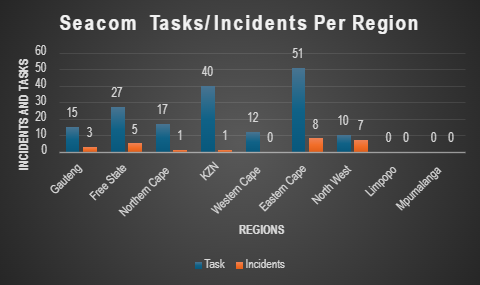 Seacom Tasks/Incidents Per Region
INCIDENTS AND TASKS
60
50
40
30
20
10
0
15 3
27 5
17 1
40 1
12 0
51 8
10 7
0 0
0 0
Gauteng
Free State
Northern Cape
KZN
Western Cape
Eastern Cape
North West
Limpopo
Mpumalanga
REGIONS
Task Incidents